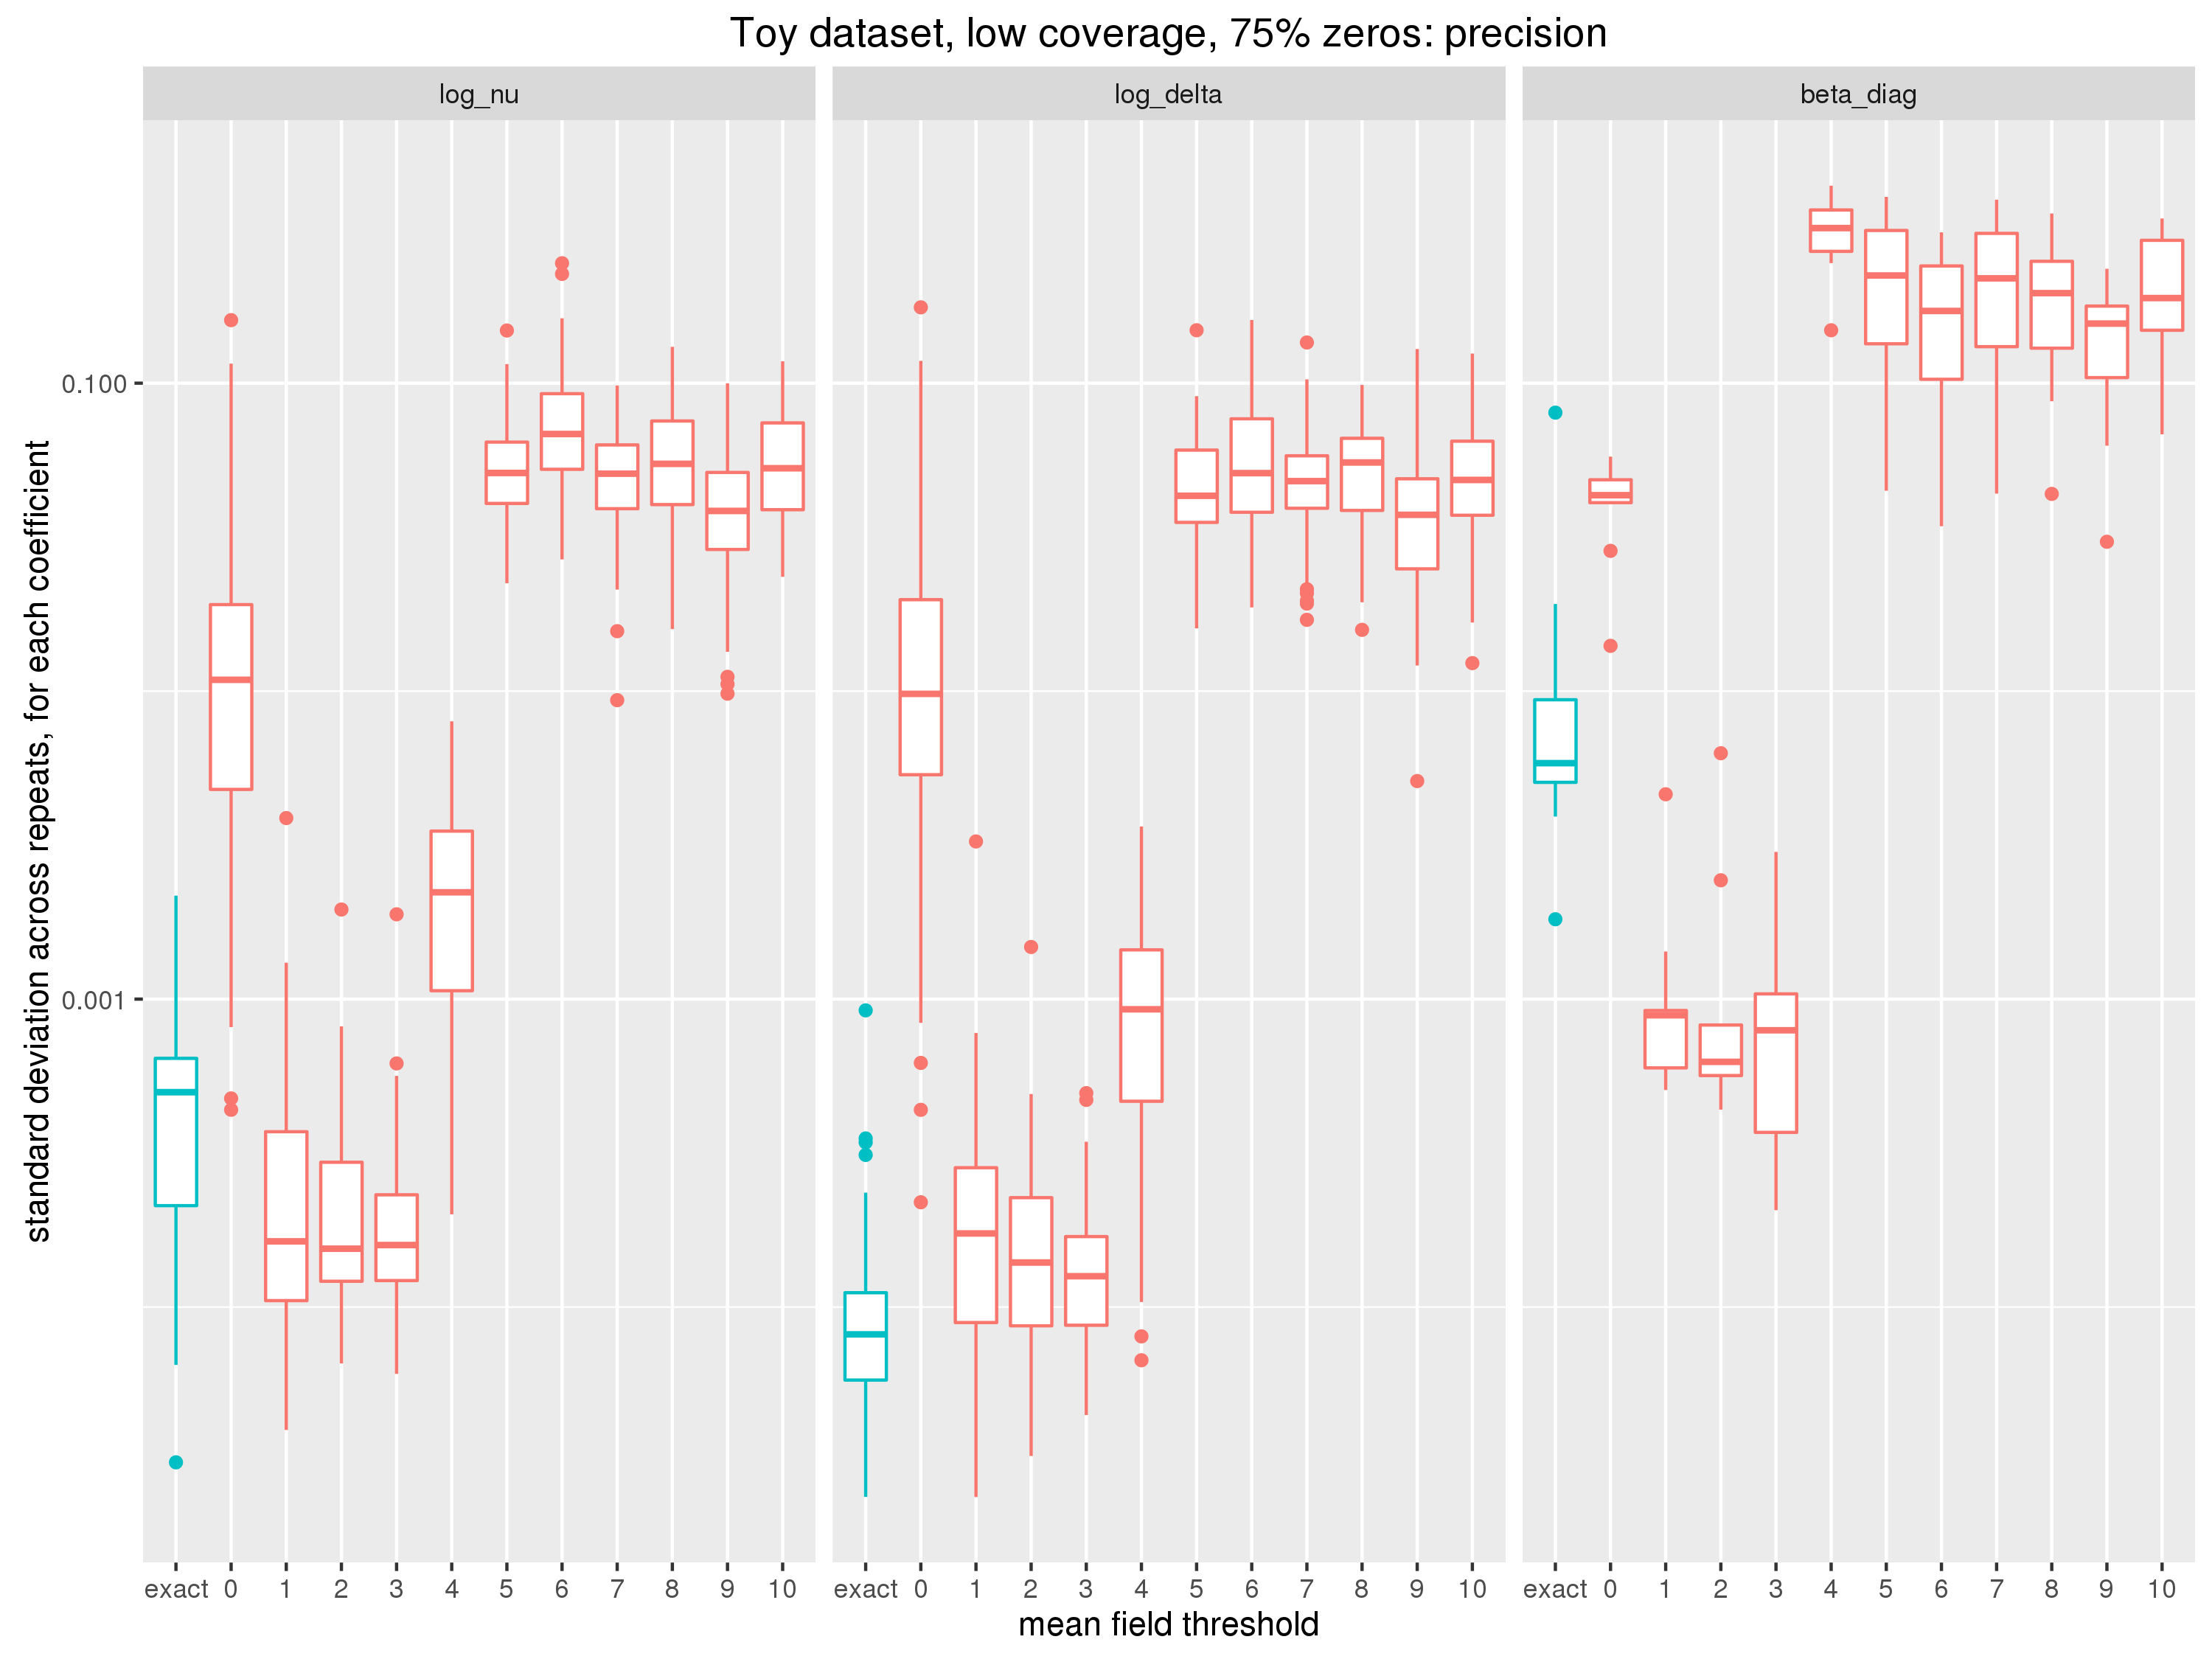 Toy dataset, low coverage, 75% zeros: precision
log_nu log_delta beta_diag
standard deviation across repeats, for each coefficient
0.100
0.001
exact 0 1 2 3 4 5 6 7 8 9 10 exact 0 1 2 3 4 5 6 7 8 9 10 exact 0 1 2 3 4 5 6 7 8 9 10
mean field threshold